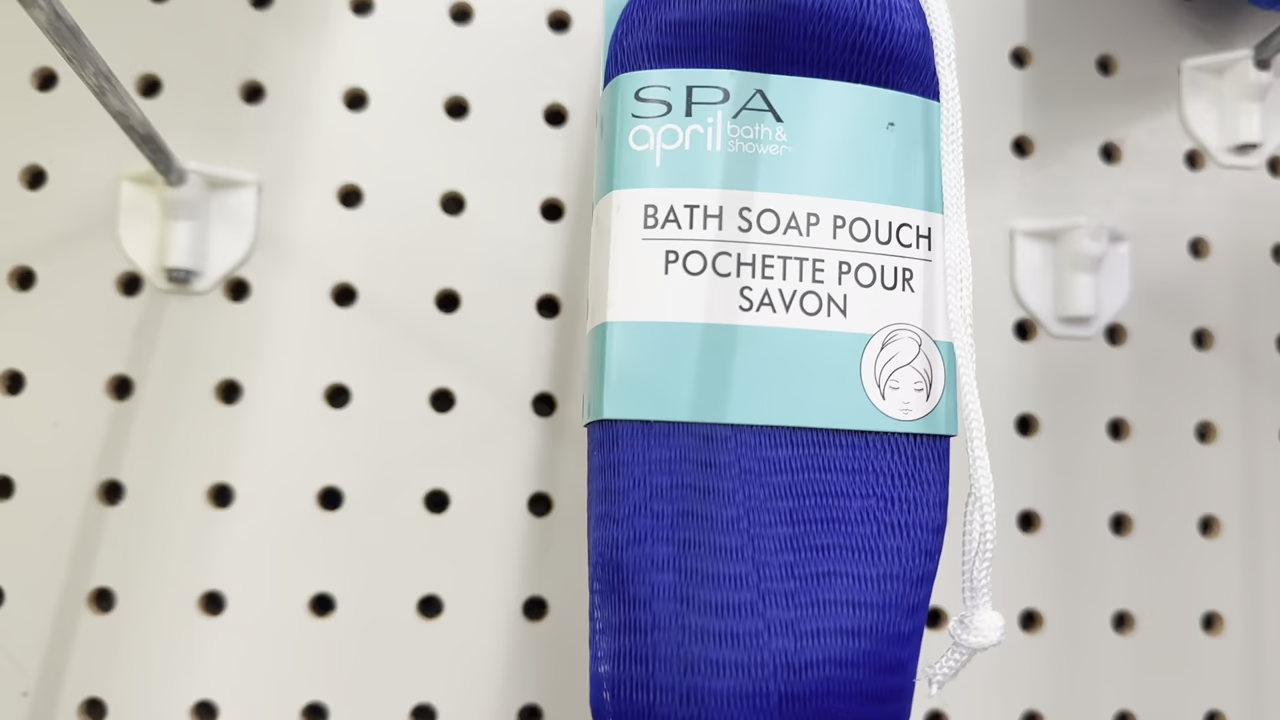 SPA
april bath &
shower
BATH SOAP POUCH
POCHETTE POUR
SAVON